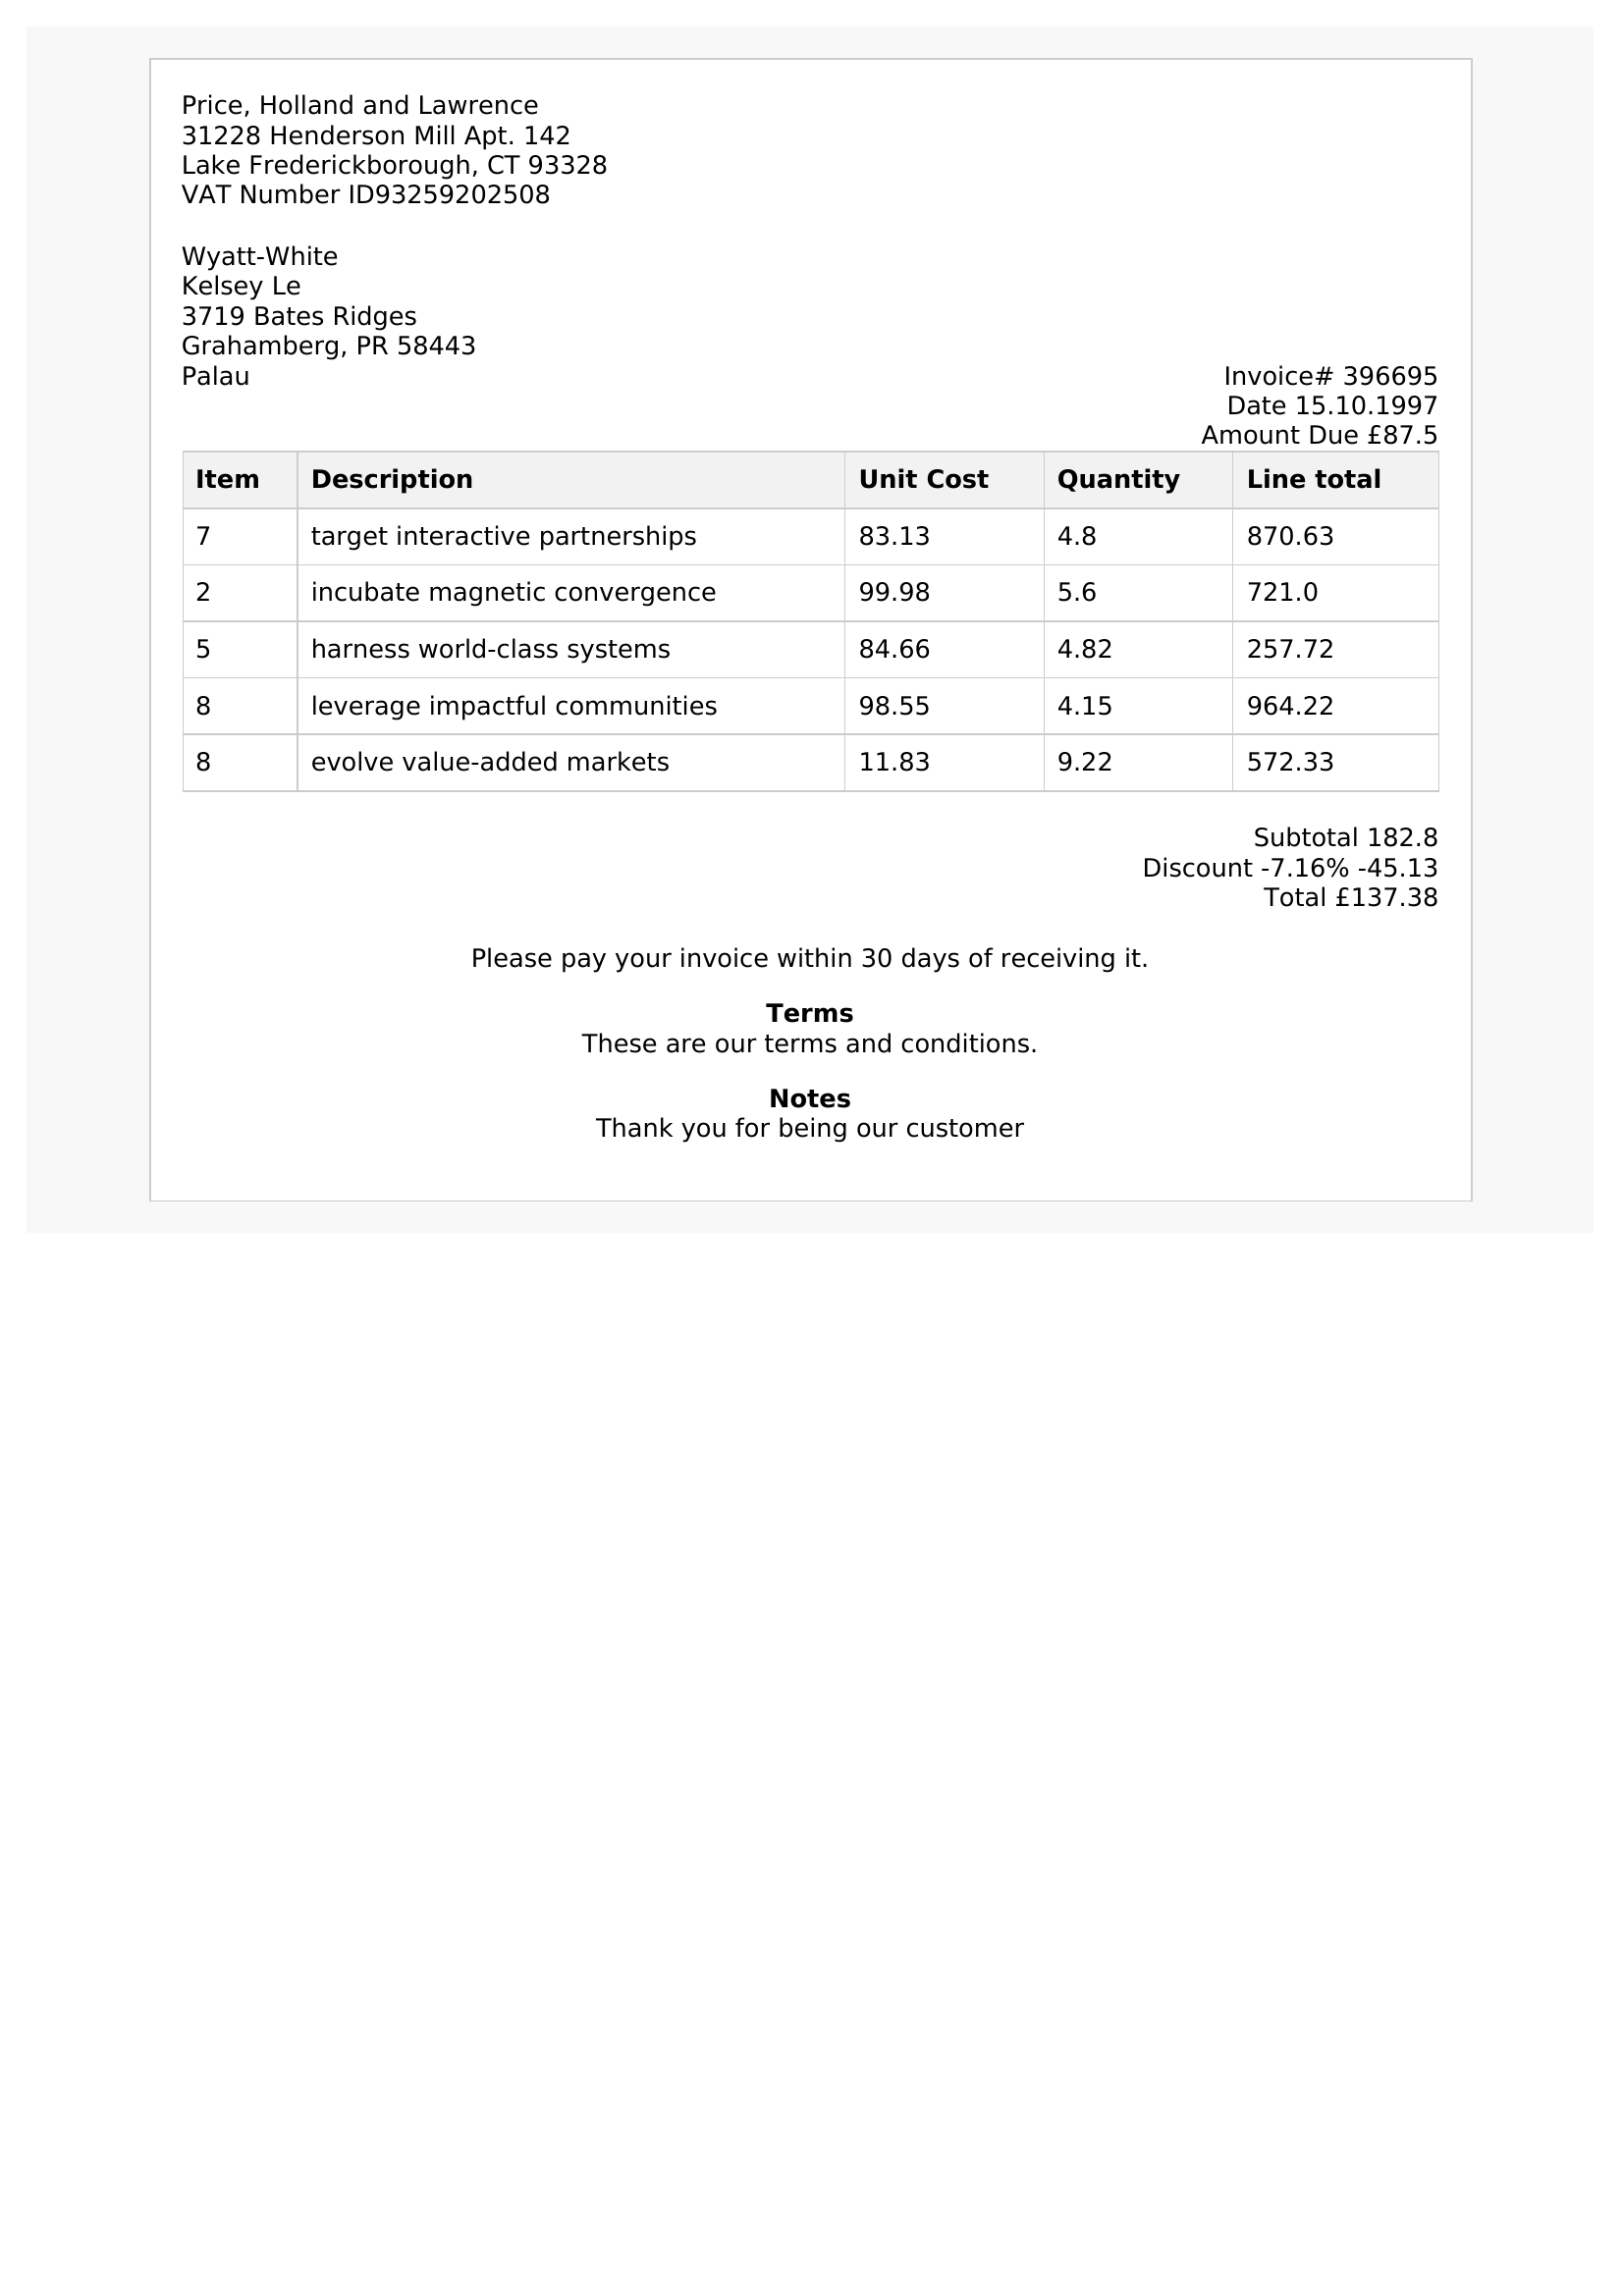 Price, Holland and Lawrence
31228 Henderson Mill Apt. 142
Lake Frederickborough, CT 93328
VAT Number ID93259202508
Wyatt-White
Kelsey Le
3719 Bates Ridges
Grahamberg, PR 58443
Palau
Invoice# 396695
Date 15.10.1997
Amount Due £87.5
Item Description Unit Cost Quantity Line total
7 target interactive partnerships 83.13 4.8 870.63
2 incubate magnetic convergence 99.98 5.6 721.0
5 harness world-class systems 84.66 4.82 257.72
8 leverage impactful communities 98.55 4.15 964.22
8 evolve value-added markets 11.83 9.22 572.33
Subtotal 182.8
Discount -7.16% -45.13
Total £137.38
Please pay your invoice within 30 days of receiving it.
Terms
These are our terms and conditions.
Notes
Thank you for being our customer